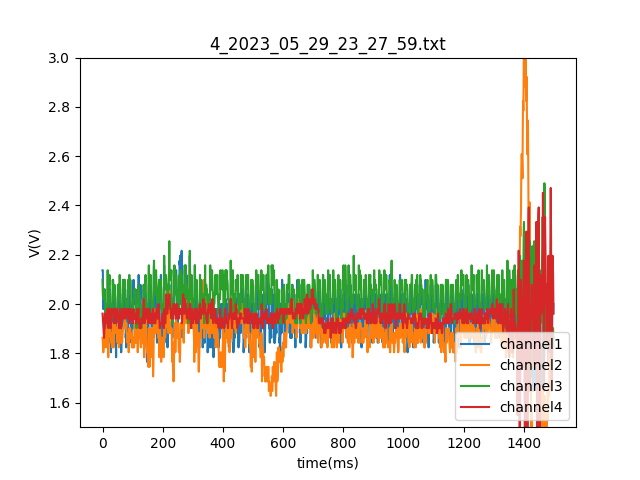 4_2023_05_29_23_27_59.txt
3.0
2.8
2.6
2.4
2.2
2.0
1.8
1.6
V(V)
0 200 400 600 800 1000 1200 1400
time(ms)
channel1
channel2
channel3
channel4